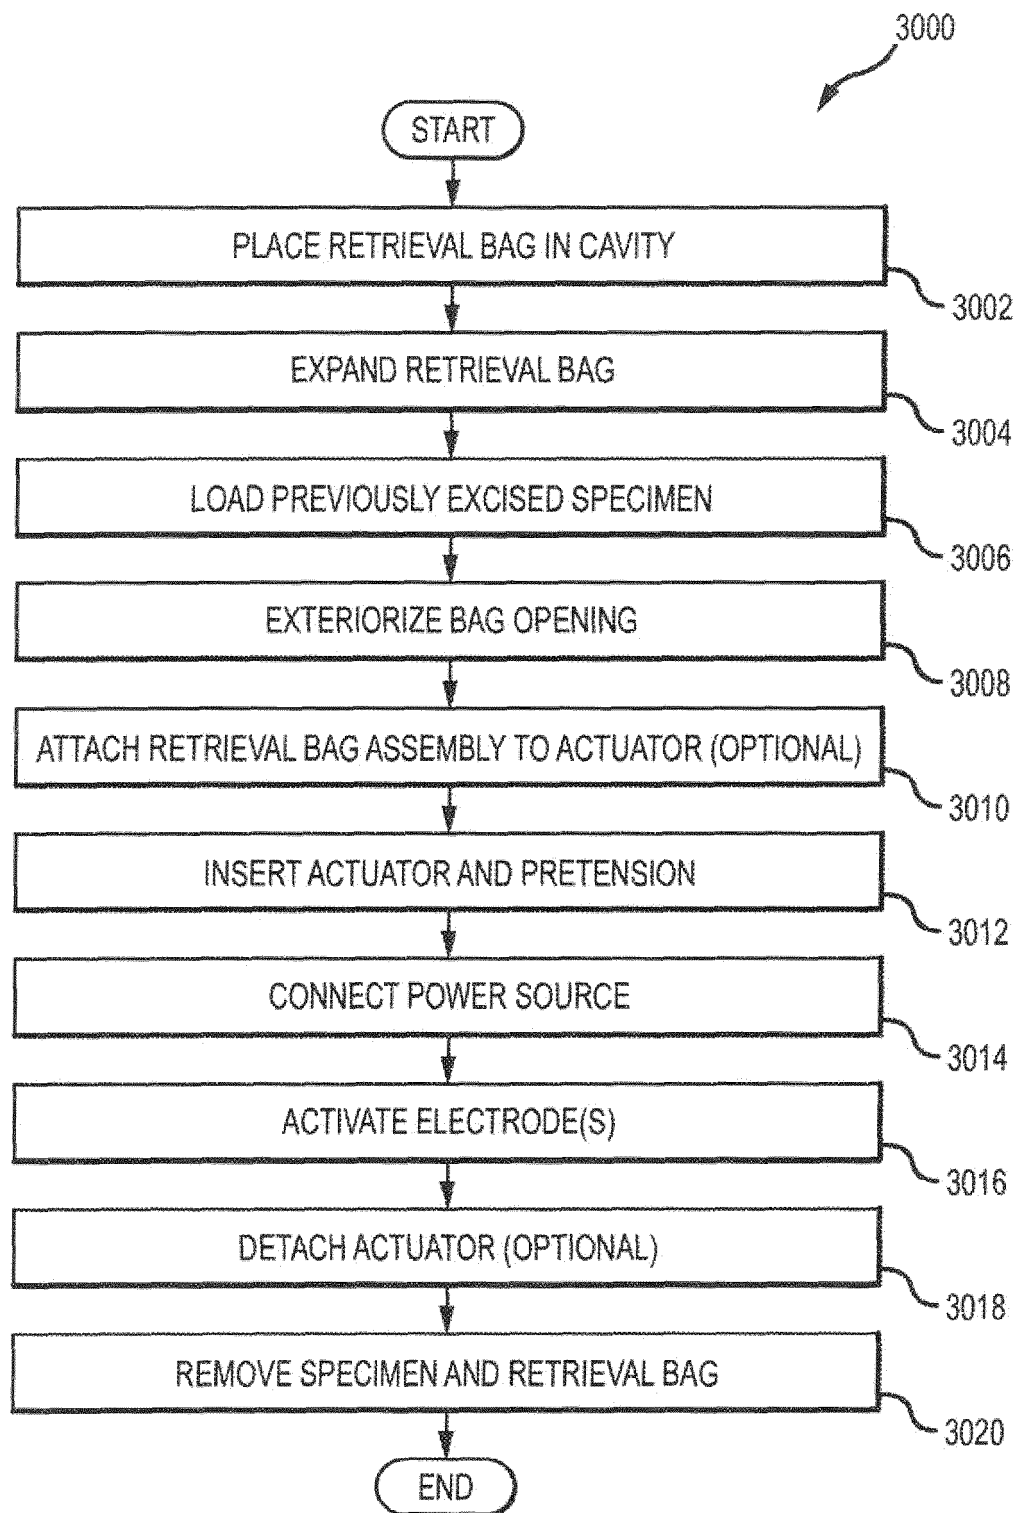 3000
START
PLACE RETRIEVAL BAG IN CAVITY
3002
EXPAND RETRIEVAL BAG
3004
LOAD PREVIOUSLY EXCISED SPECIMEN
3006
EXTERIORIZE BAG OPENING
3008
ATTACH RETRIEVAL BAG ASSEMBLY TO ACTUATOR (OPTIONAL)
3010
INSERT ACTUATOR AND PRETENSION
3012
CONNECT POWER SOURCE
3014
ACTIVATE ELECTRODE(S)
3016
DETACH ACTUATOR (OPTIONAL)
3018
REMOVE SPECIMEN AND RETRIEVAL BAG
3020
END